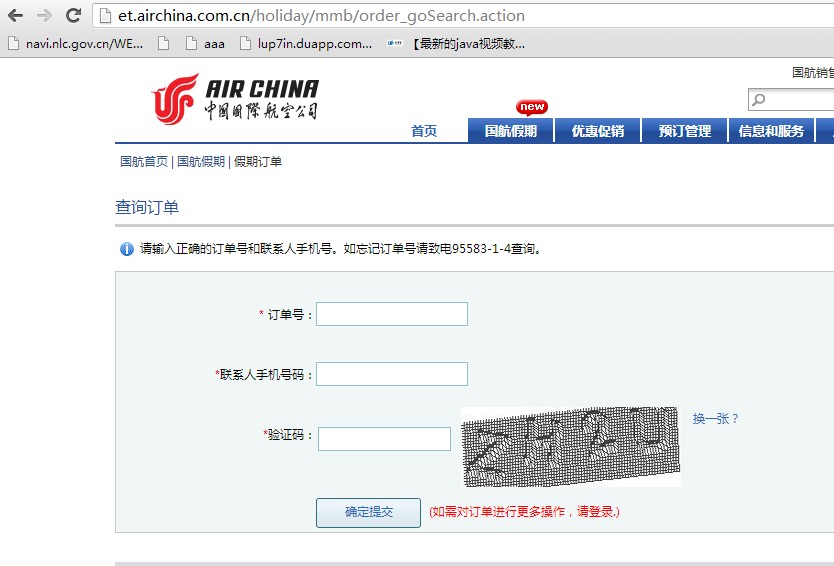 et.airchina.com.cn/holiday/mmb/order_goSearch.action
navi.nlc.gov.cn/WE... aaa lup7in.duapp.com... 【最新的java视频教...
AIR CHINA
中国国际航空公司
国航销售
new
首页 国航假期 优惠促销 预订管理 信息和服务
国航首页 | 国航假期 | 假期订单
查询订单
请输入正确的订单号和联系人手机号。如忘记订单号请致电95583-1-4查询。
* 订单号：
*联系人手机号码：
*验证码：
换一张？
确定提交 (如需对订单进行更多操作，请登录.)